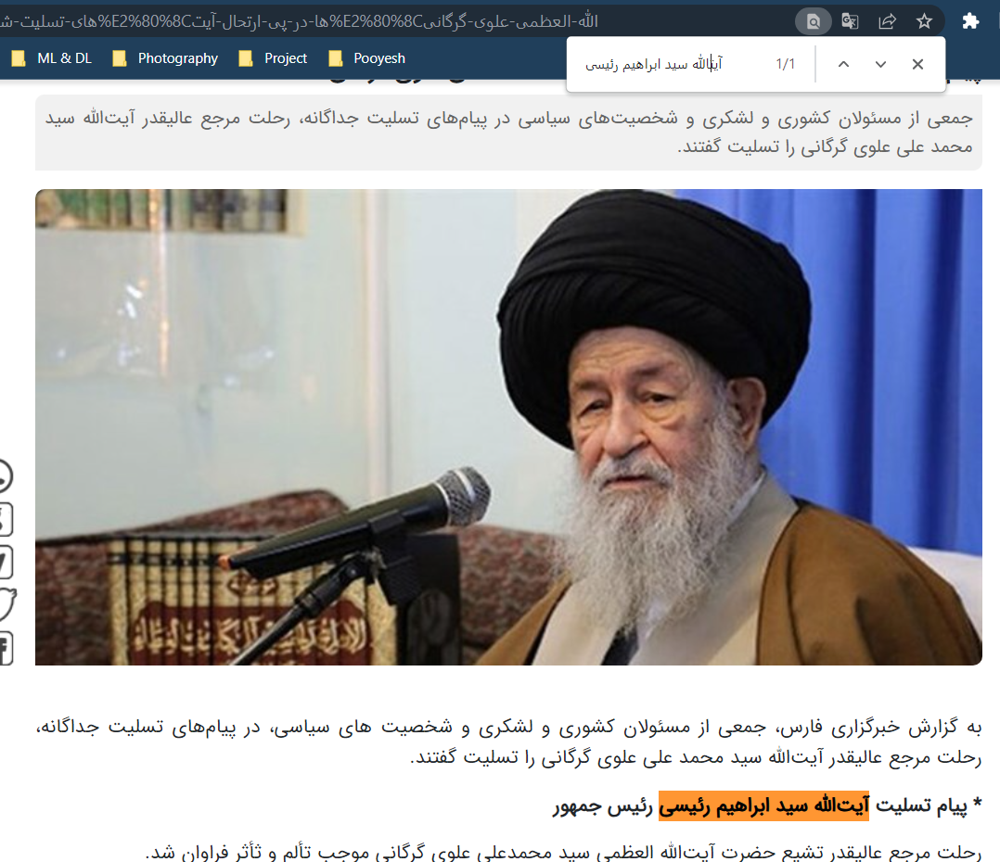 الله-العظمی-علوی-گرگانی%E2%80%8Cها-در-پی-ارتحال-آیت%E2%80%8Cهای-تسلیت-ش
ML & DL Photography Project Pooyesh
آیت‌الله سید ابراهیم رئیسی 1/1
جمعی از مسئولان کشوری و لشکری و شخصیت‌های سیاسی در پیام‌های تسلیت جداگانه، رحلت مرجع عالیقدر آیت‌الله سید
محمد علی علوی گرگانی را تسلیت گفتند.
به گزارش خبرگزاری فارس، جمعی از مسئولان کشوری و لشکری و شخصیت های سیاسی، در پیام‌های تسلیت جداگانه،
رحلت مرجع عالیقدر آیت‌الله سید محمد علی علوی گرگانی را تسلیت گفتند.
* پیام تسلیت آیت‌الله سید ابراهیم رئیسی رئیس جمهور
رحلت مرجع عالیقدر تشیع حضرت آیت‌الله العظمی سید محمدعلی علوی گرگانی موجب تألم و تأثر فراوان شد.